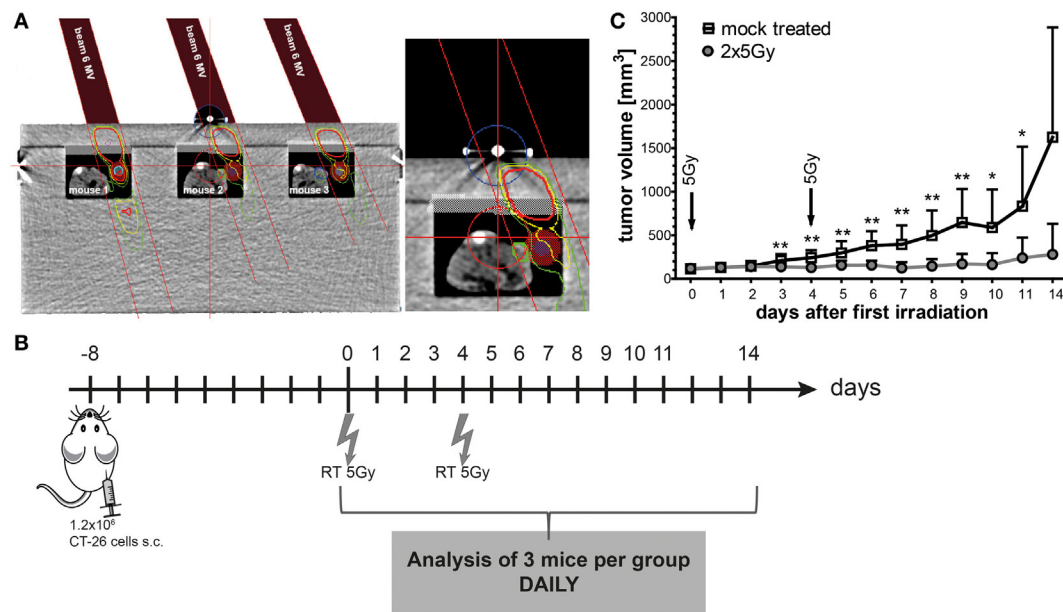 A
beam 6 MV
beam 6 MV
beam 6 MV
mouse 1
mouse 2
mouse 3
C
tumor volume [mm³]
3000
2500
2000
1500
1000
500
0
mock treated
2x5Gy
5Gy
5Gy
** ** ** ** ** ** ** * *
0 1 2 3 4 5 6 7 8 9 10 11 14
days after first irradiation
B
-8 0 1 2 3 4 5 6 7 8 9 10 11 14
days
RT 5Gy RT 5Gy
1.2x10⁶
CT-26 cells s.c.
Analysis of 3 mice per group
DAILY